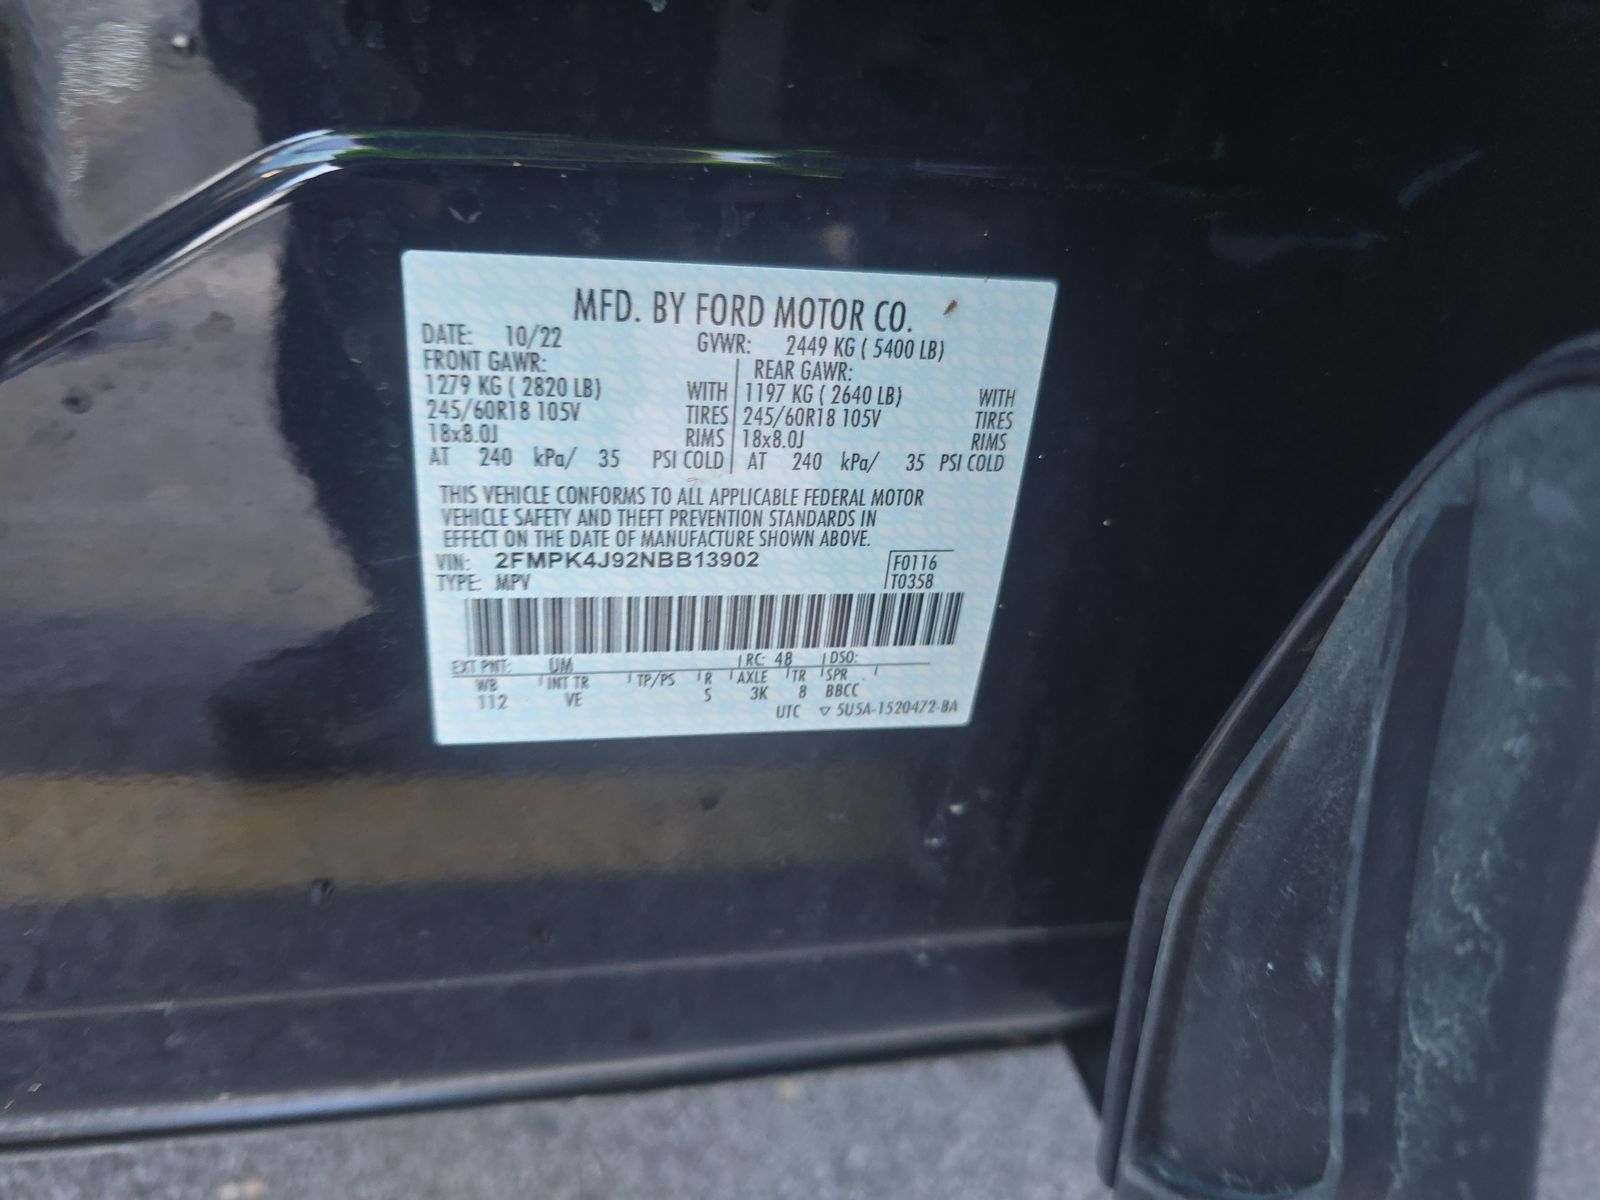 MFD. BY FORD MOTOR CO.
DATE: 10/22 GVWR: 2449 KG ( 5400 LB)
FRONT GAWR: REAR GAWR:
1279 KG ( 2820 LB) WITH 1197 KG ( 2640 LB) WITH
245/60R18 105V TIRES 245/60R18 105V TIRES
18x8.0J RIMS 18x8.0J RIMS
AT 240 kPa/ 35 PSI COLD AT 240 kPa/ 35 PSI COLD
THIS VEHICLE CONFORMS TO ALL APPLICABLE FEDERAL MOTOR
VEHICLE SAFETY AND THEFT PREVENTION STANDARDS IN
EFFECT ON THE DATE OF MANUFACTURE SHOWN ABOVE.
VIN: 2FMPK4J92NBB13902 F0116
TYPE: MPV T0358
EXT PNT: UM RC: 48 DSO:
WB INT TR TP/PS R AXLE TR SPR
112 VE S 3K 8 BBCC
UTC ▽ 5U5A-1520472-BA